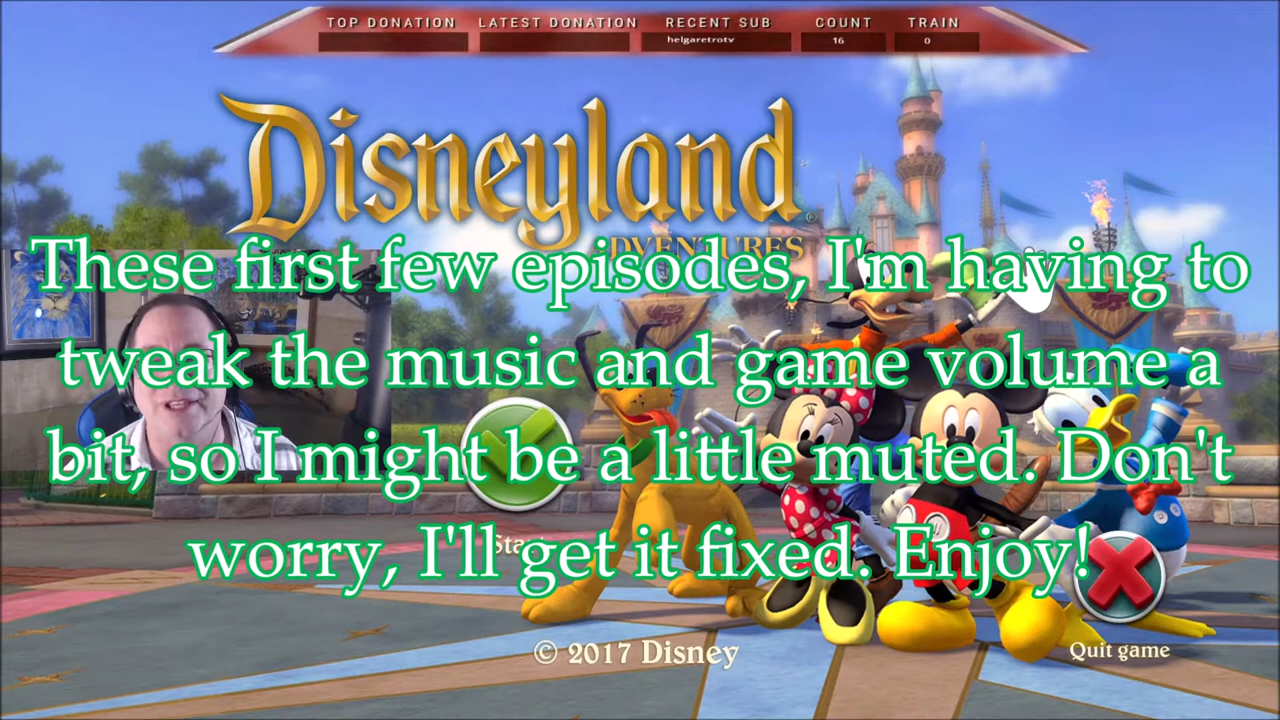 TOP DONATION LATEST DONATION RECENT SUB COUNT TRAIN
helgaretrotv 16 0
Disneyland
ADVENTURES
These first few episodes, I'm having to
tweak the music and game volume a
bit, so I might be a little muted. Don't
worry, I'll get it fixed. Enjoy!
Start
© 2017 Disney
Quit game